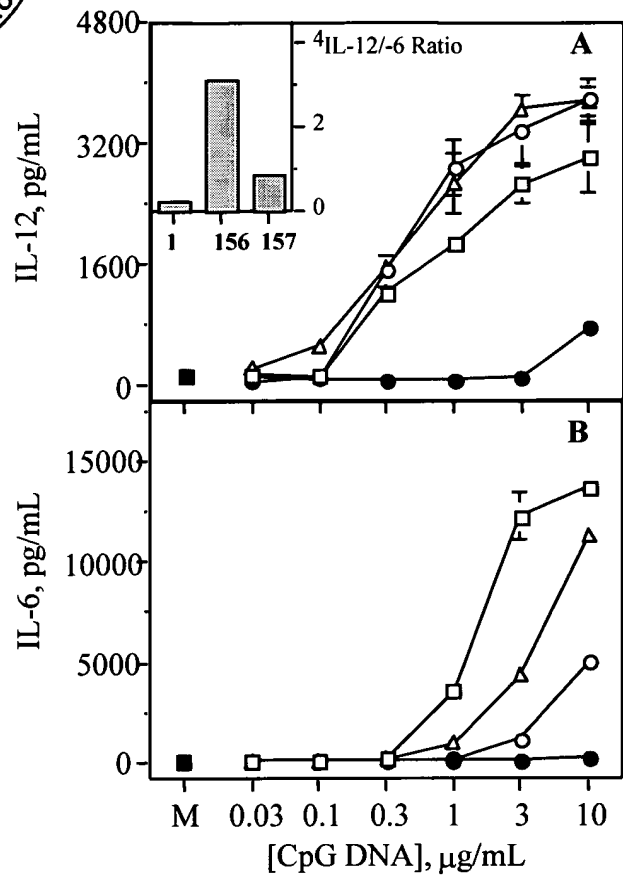 4800
3200
1600
0
IL-12, pg/mL
4
2
0
IL-12/-6 Ratio
1 156 157
A
B
15000
10000
5000
0
IL-6, pg/mL
M 0.03 0.1 0.3 1 3 10
[CpG DNA], µg/mL